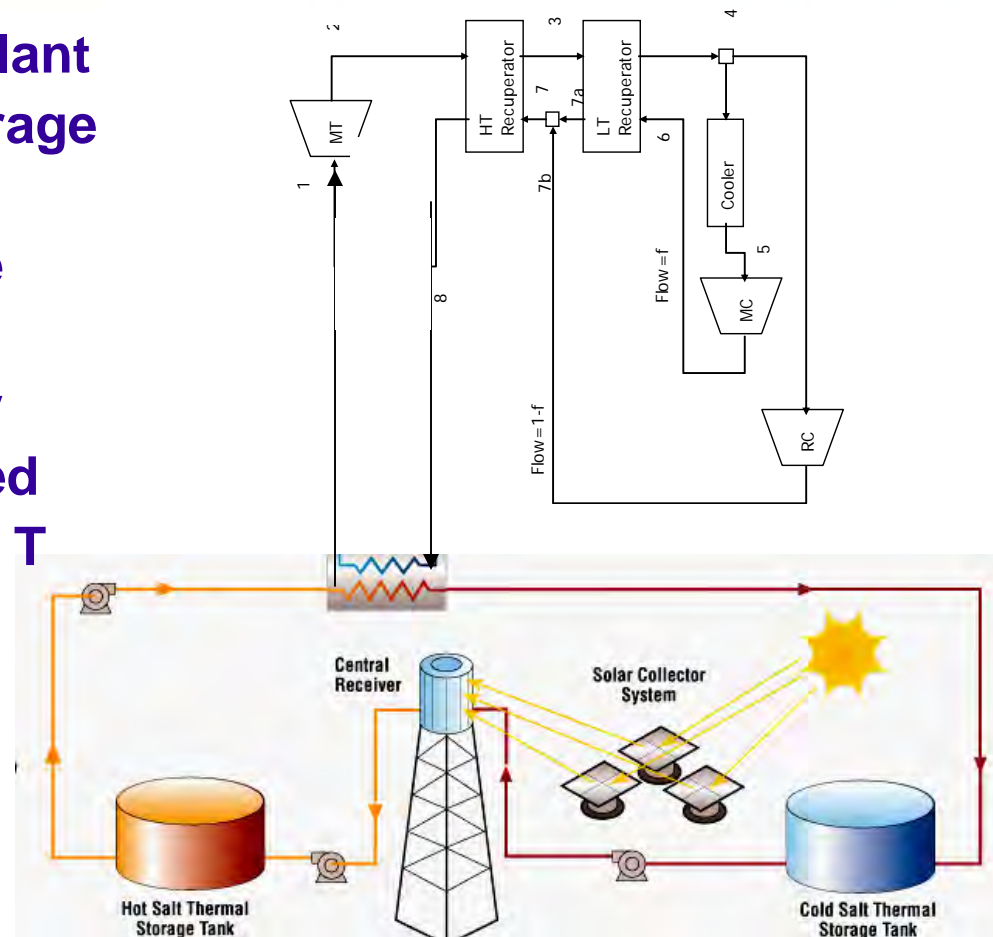 lant
rage
e
ed
T
2
3
4
MT
HT
Recuperator
7
7a
LT
Recuperator
6
Cooler
1
7b
5
8
Flow = f
MC
Flow = 1-f
RC
Central
Receiver
Solar Collector
System
Hot Salt Thermal
Storage Tank
Cold Salt Thermal
Storage Tank